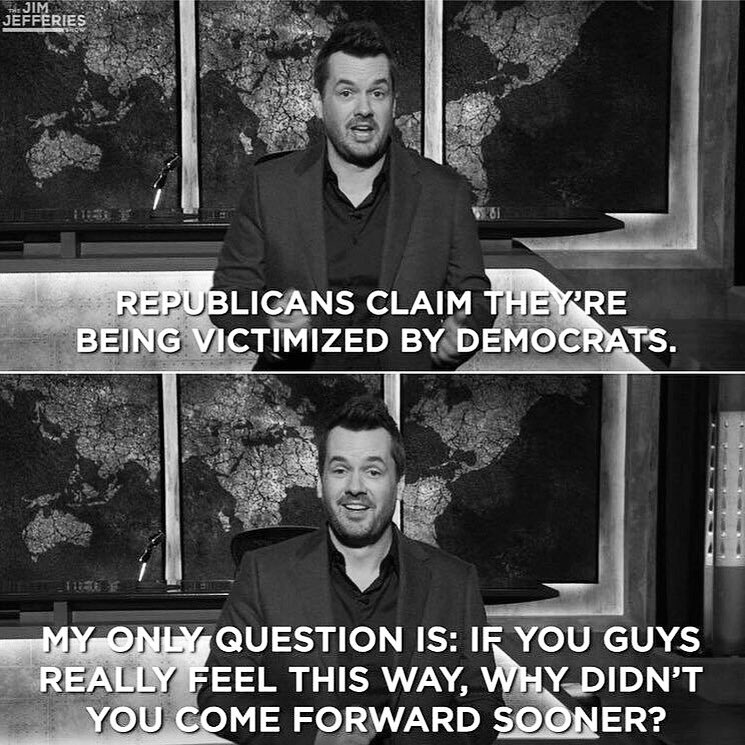 THE JIM
JEFFERIES
REPUBLICANS CLAIM THEY'RE
BEING VICTIMIZED BY DEMOCRATS.
MY ONLY QUESTION IS: IF YOU GUYS
REALLY FEEL THIS WAY, WHY DIDN'T
YOU COME FORWARD SOONER?